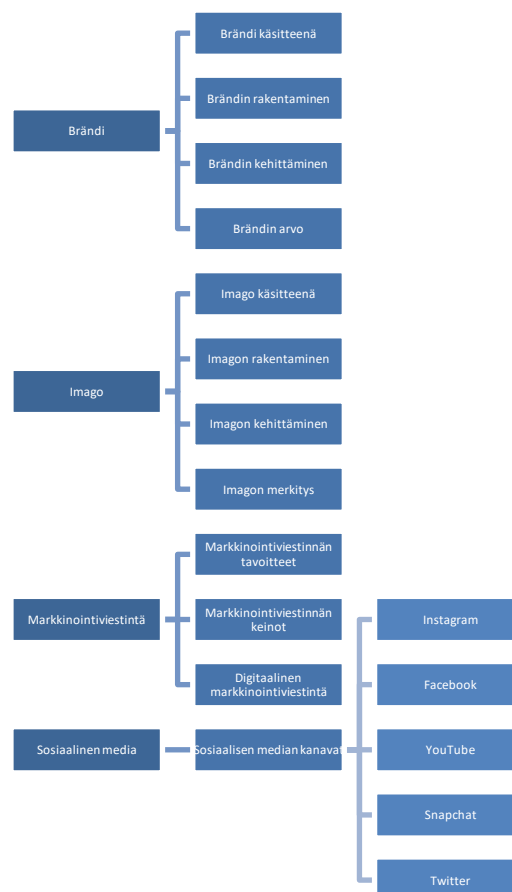 Brändi
Brändi käsitteenä
Brändin rakentaminen
Brändin kehittäminen
Brändin arvo
Imago
Imago käsitteenä
Imagon rakentaminen
Imagon kehittäminen
Imagon merkitys
Markkinointiviestintä
Markkinointiviestinnän
tavoitteet
Markkinointiviestinnän
keinot
Digitaalinen
markkinointiviestintä
Sosiaalinen media
Sosiaalisen median kanavat
Instagram
Facebook
YouTube
Snapchat
Twitter